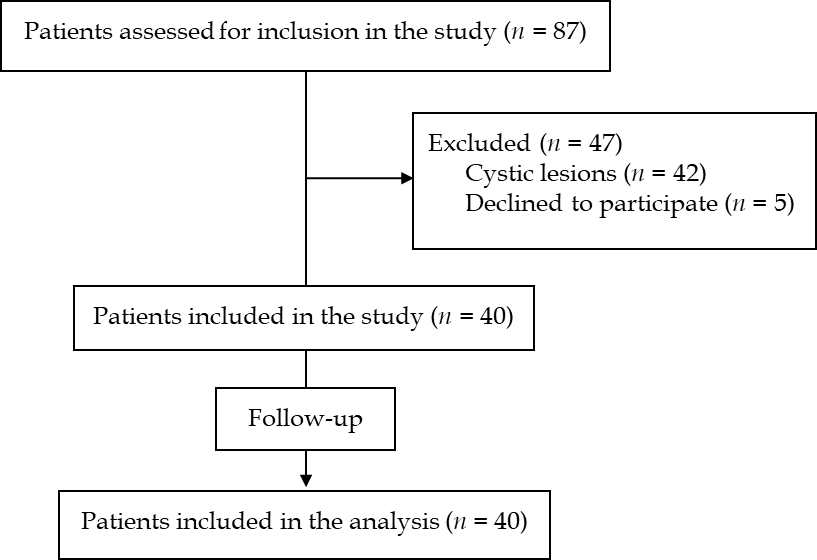 Patients assessed for inclusion in the study (n = 87)
Excluded (n = 47)
Cystic lesions (n = 42)
Declined to participate (n = 5)
Patients included in the study (n = 40)
Follow-up
Patients included in the analysis (n = 40)